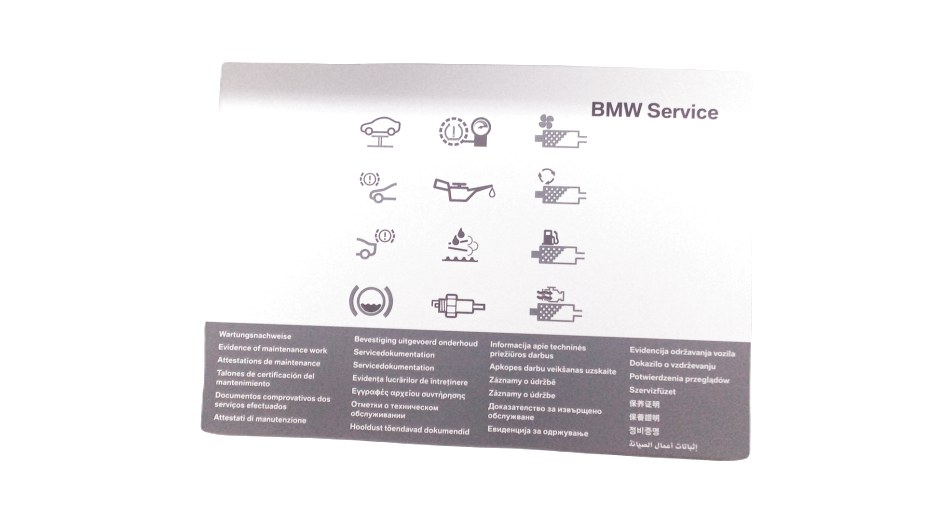 BMW Service
Wartungsnachweise
Evidence of maintenance work
Attestations de maintenance
Talones de certificación del
mantenimiento
Documentos comprovativos dos
serviços efectuados
Attestati di manutenzione
Bevestiging uitgevoerd onderhoud
Servicedokumentation
Servicedokumentation
Evidenţa lucrărilor de întreţinere
Εγγραφές αρχείου συντήρησης
Отметки о техническом
обслуживании
Hooldust tõendavad dokumendid
Informacija apie techninės
priežiūros darbus
Apkopes darbu veikšanas uzskaite
Záznamy o údržbě
Záznamy o údržbe
Доказателство за извършено
обслужване
Евиденција за одржување
Evidencija održavanja vozila
Dokazilo o vzdrževanju
Potwierdzenia przeglądów
Szervizfüzet
保养证明
保養證明
정비증명
إثباتات أعمال الصيانة